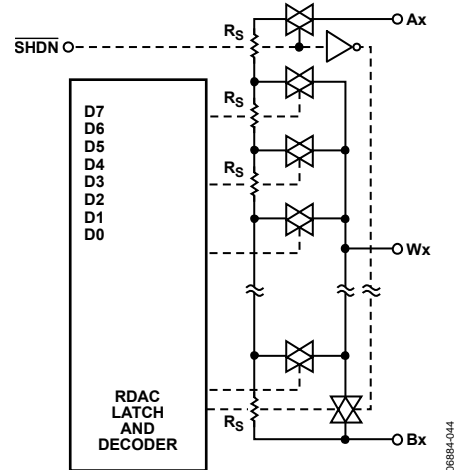 RS
Ax
SHDN
RS
D7
D6
D5
D4
D3
D2
D1
D0
RS
RS
Wx
RDAC
LATCH
AND
DECODER
RS
Bx
06884-044